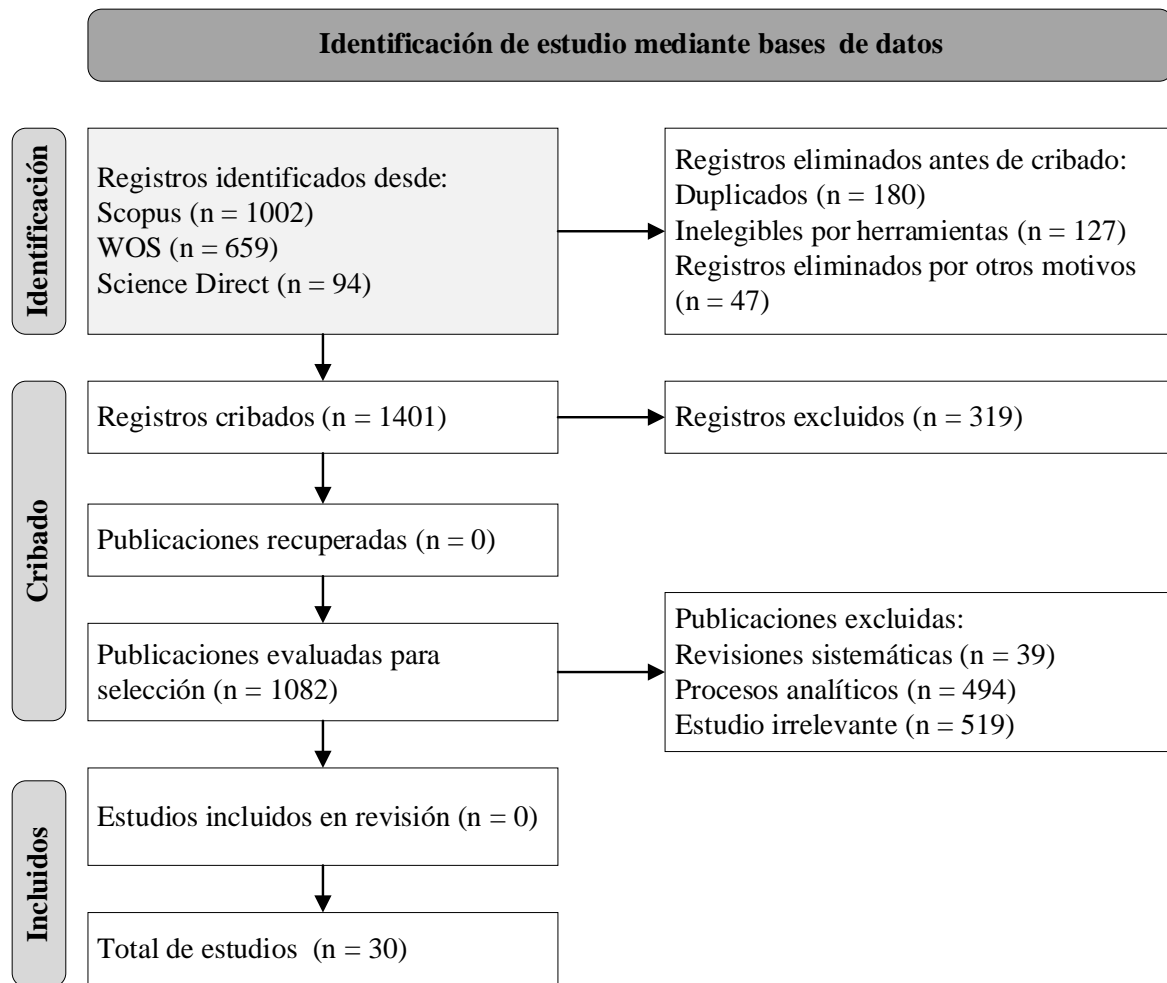 Identificación de estudio mediante bases de datos
Identificación
Registros identificados desde:
Scopus (n = 1002)
WOS (n = 659)
Science Direct (n = 94)
Registros eliminados antes de cribado:
Duplicados (n = 180)
Inelegibles por herramientas (n = 127)
Registros eliminados por otros motivos
(n = 47)
Cribado
Registros cribados (n = 1401)
Registros excluidos (n = 319)
Publicaciones recuperadas (n = 0)
Publicaciones evaluadas para
selección (n = 1082)
Publicaciones excluidas:
Revisiones sistemáticas (n = 39)
Procesos analíticos (n = 494)
Estudio irrelevante (n = 519)
Incluidos
Estudios incluidos en revisión (n = 0)
Total de estudios (n = 30)